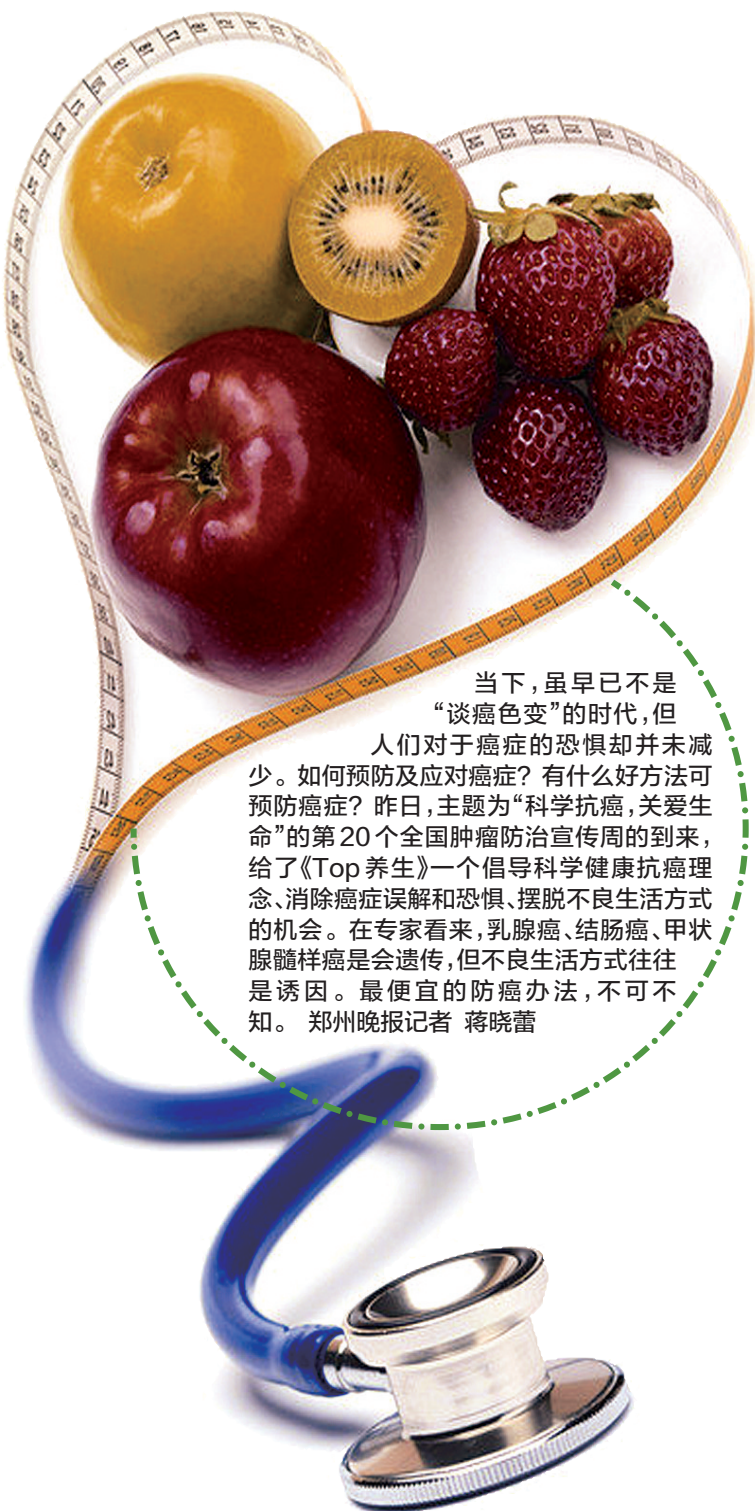 当下，虽早已不是
“谈癌色变”的时代，但
人们对于癌症的恐惧却并未减
少。如何预防及应对癌症？有什么好方法可
预防癌症？昨日，主题为“科学抗癌，关爱生
命”的第20个全国肿瘤防治宣传周的到来，
给了《Top养生》一个倡导科学健康抗癌理
念、消除癌症误解和恐惧、摆脱不良生活方式
的机会。在专家看来，乳腺癌、结肠癌、甲状
腺髓样癌是会遗传，但不良生活方式往往
是诱因。最便宜的防癌办法，不可不
知。 郑州晚报记者 蒋晓蕾